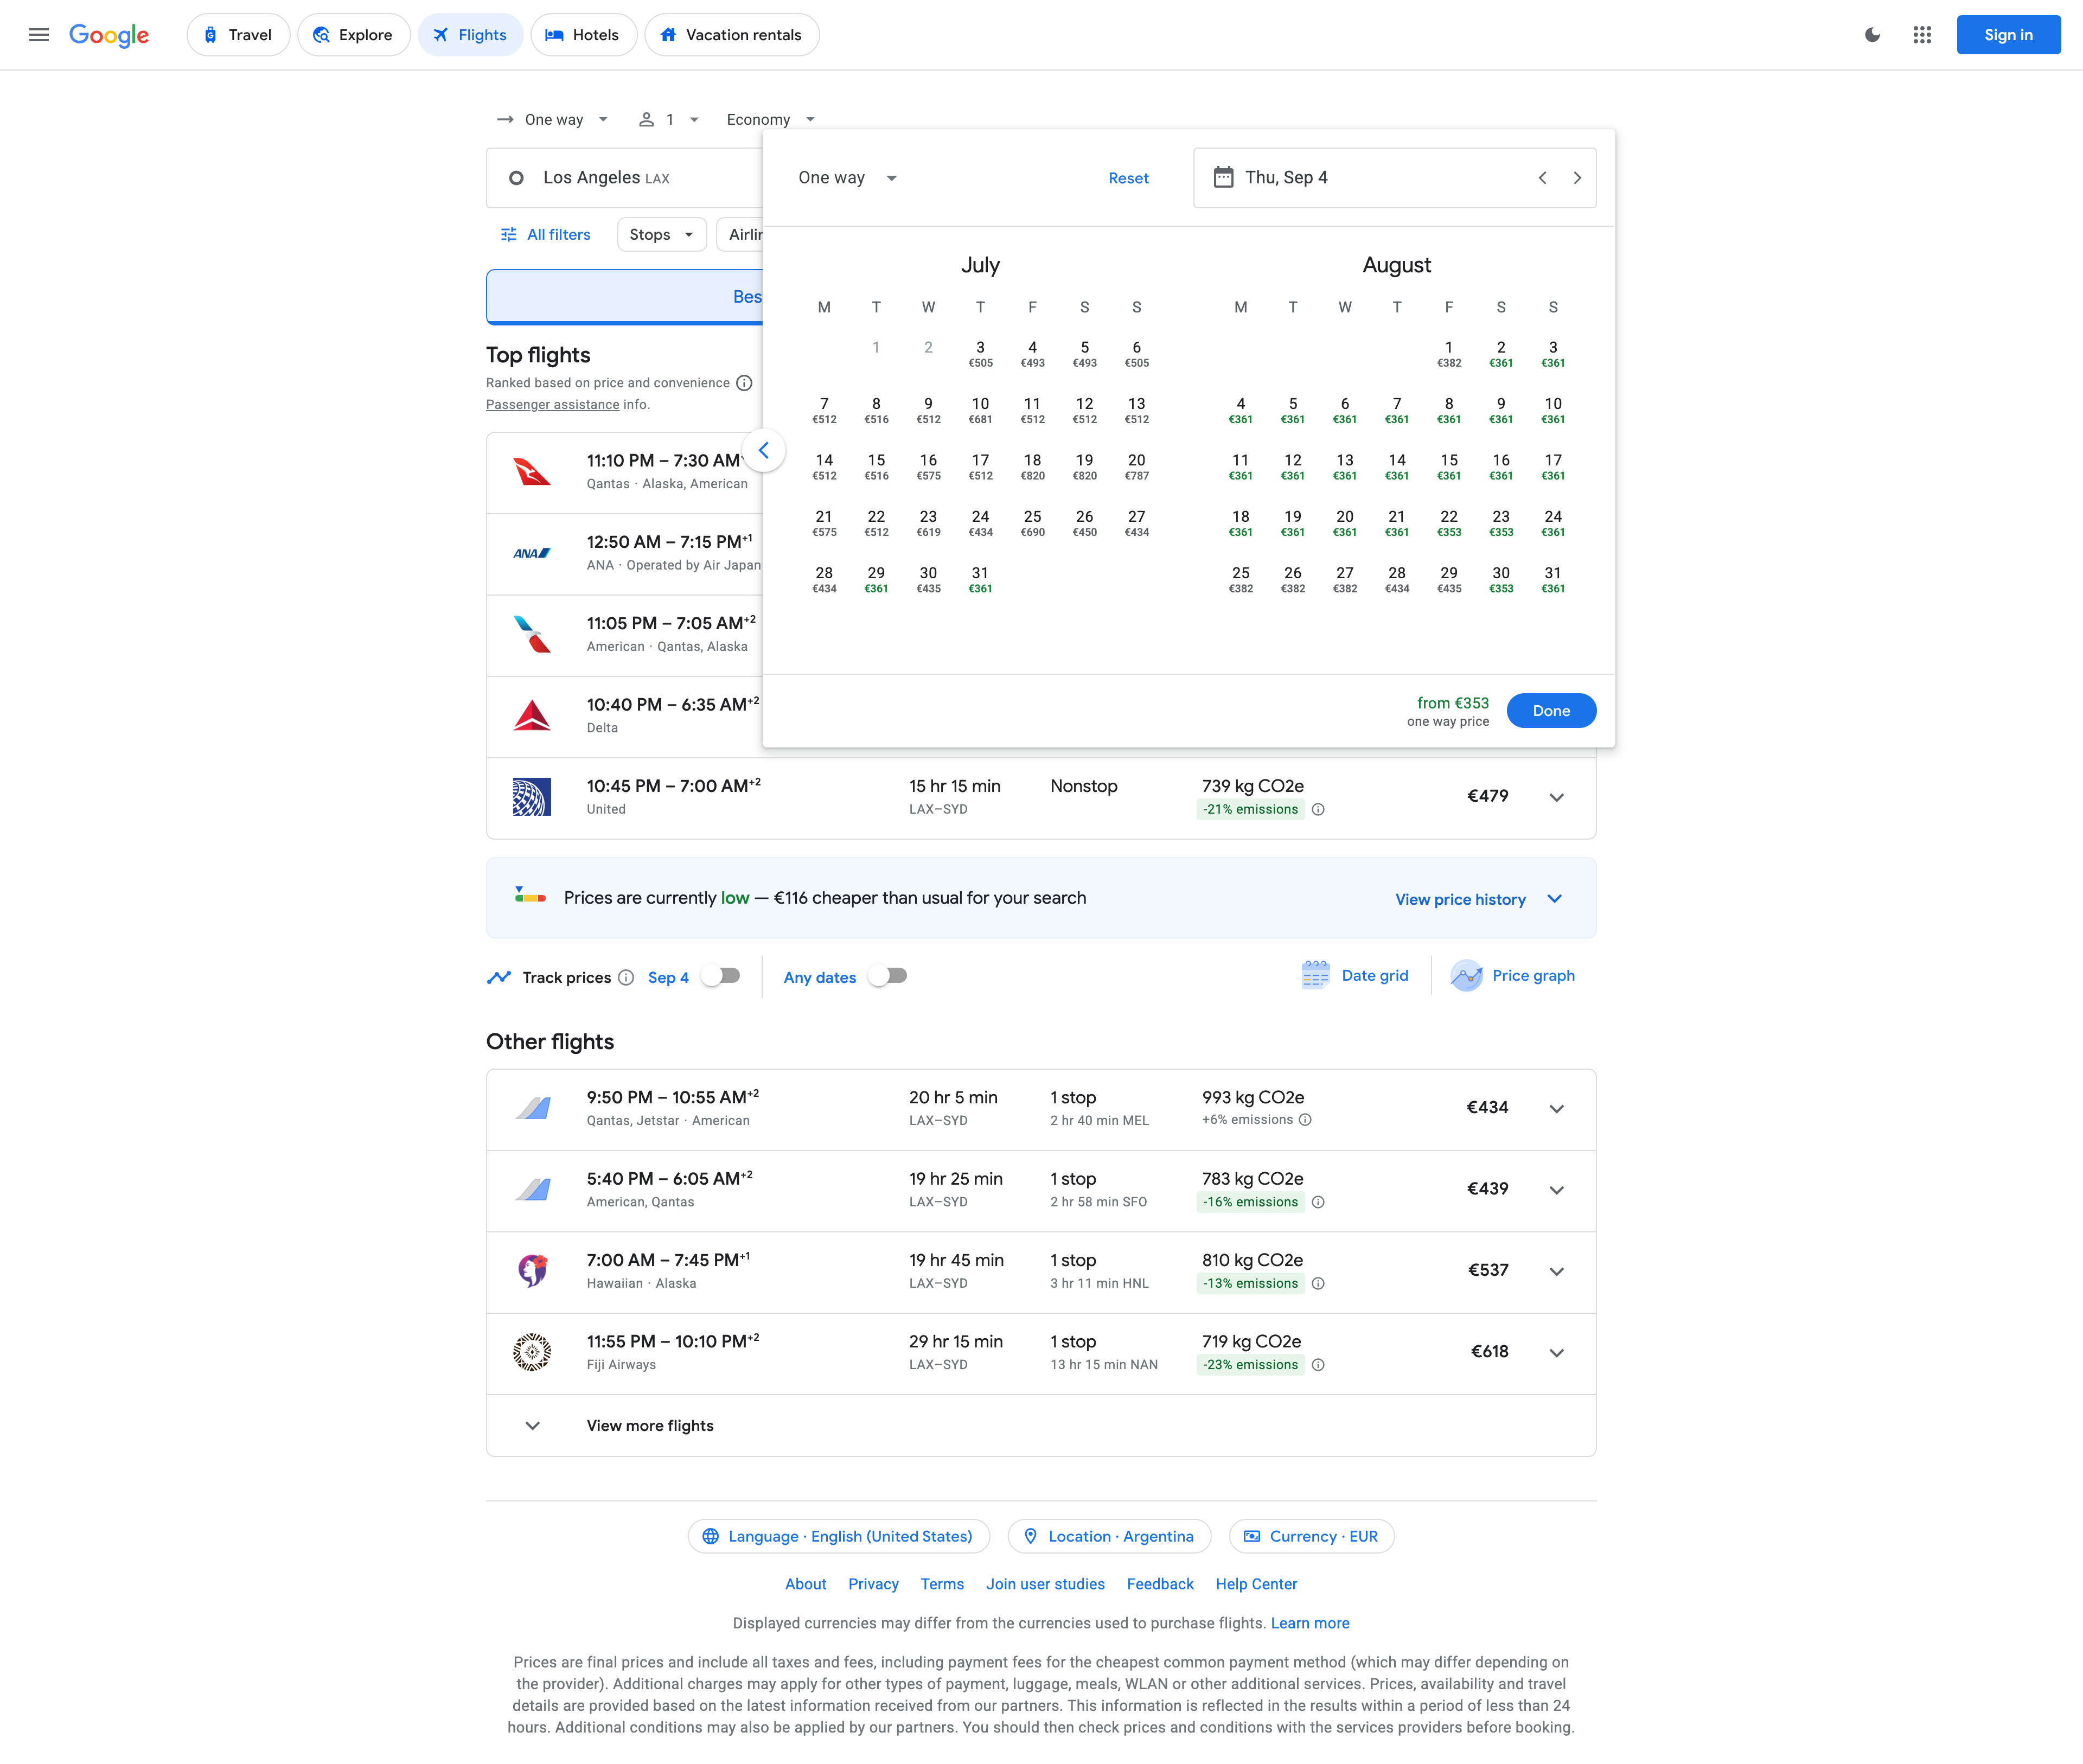 Google
Travel
Explore
Flights
Hotels
Vacation rentals
Sign in
One way
1
Economy
Los Angeles LAX
One way
Reset
Thu, Sep 4
All filters
Stops
Airlin
Bes
July
M T W T F S S
1 2 3 4 5 6
€505 €493 €493 €505
7 8 9 10 11 12 13
€512 €516 €512 €681 €512 €512 €512
14 15 16 17 18 19 20
€512 €516 €575 €512 €820 €820 €787
21 22 23 24 25 26 27
€575 €512 €619 €434 €690 €450 €434
28 29 30 31
€434 €361 €435 €361
August
M T W T F S S
1 2 3
€382 €361 €361
4 5 6 7 8 9 10
€361 €361 €361 €361 €361 €361 €361
11 12 13 14 15 16 17
€361 €361 €361 €361 €361 €361 €361
18 19 20 21 22 23 24
€361 €361 €361 €361 €353 €353 €361
25 26 27 28 29 30 31
€382 €382 €382 €434 €435 €353 €361
from €353
one way price
Done
Top flights
Ranked based on price and convenience
Passenger assistance info.
11:10 PM – 7:30 AM
Qantas · Alaska, American
ANA
12:50 AM – 7:15 PM+1
ANA · Operated by Air Japan
11:05 PM – 7:05 AM+2
American · Qantas, Alaska
10:40 PM – 6:35 AM+2
Delta
10:45 PM – 7:00 AM+2 15 hr 15 min Nonstop 739 kg CO2e €479
United LAX–SYD -21% emissions
Prices are currently low — €116 cheaper than usual for your search
View price history
Track prices Sep 4 Any dates
Date grid
Price graph
Other flights
9:50 PM – 10:55 AM+2 20 hr 5 min 1 stop 993 kg CO2e €434
Qantas, Jetstar · American LAX–SYD 2 hr 40 min MEL +6% emissions
5:40 PM – 6:05 AM+2 19 hr 25 min 1 stop 783 kg CO2e €439
American, Qantas LAX–SYD 2 hr 58 min SFO -16% emissions
7:00 AM – 7:45 PM+1 19 hr 45 min 1 stop 810 kg CO2e €537
Hawaiian · Alaska LAX–SYD 3 hr 11 min HNL -13% emissions
11:55 PM – 10:10 PM+2 29 hr 15 min 1 stop 719 kg CO2e €618
Fiji Airways LAX–SYD 13 hr 15 min NAN -23% emissions
View more flights
Language · English (United States)
Location · Argentina
Currency · EUR
About Privacy Terms Join user studies Feedback Help Center
Displayed currencies may differ from the currencies used to purchase flights. Learn more
Prices are final prices and include all taxes and fees, including payment fees for the cheapest common payment method (which may differ depending on
the provider). Additional charges may apply for other types of payment, luggage, meals, WLAN or other additional services. Prices, availability and travel
details are provided based on the latest information received from our partners. This information is reflected in the results within a period of less than 24
hours. Additional conditions may also be applied by our partners. You should then check prices and conditions with the services providers before booking.